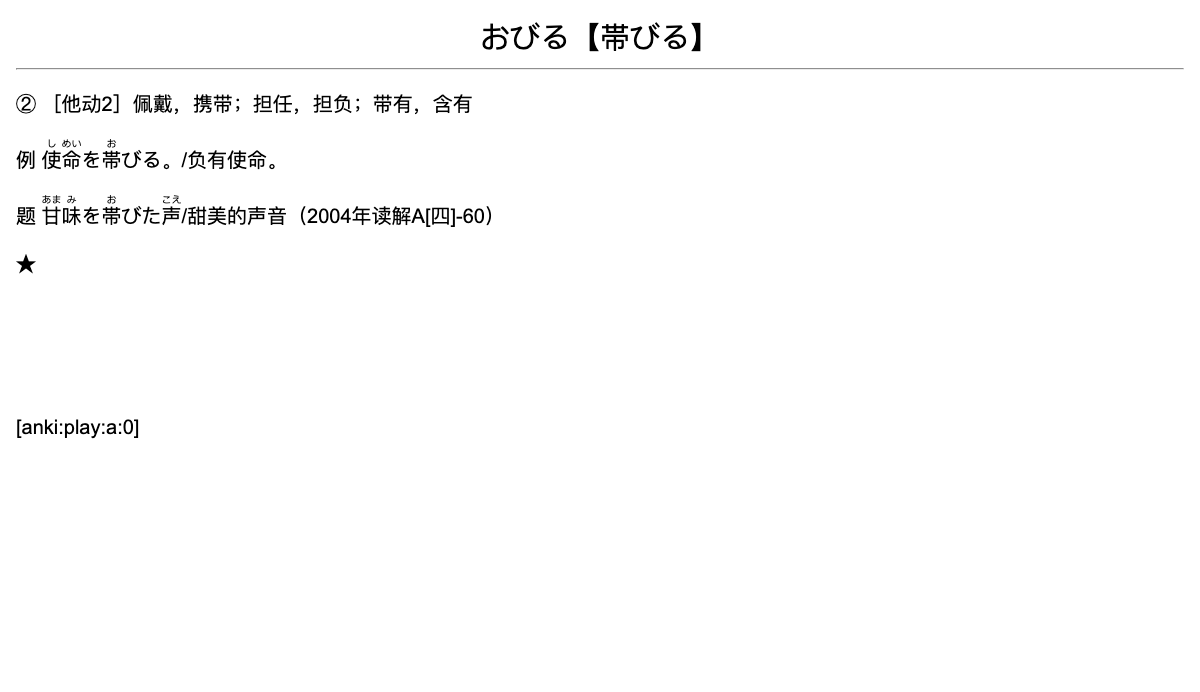 おびる【帯びる】
② ［他动2］佩戴，携带；担任，担负；带有，含有
しめい お
例 使命を帯びる。/负有使命。
あまみ お こえ
题 甘味を帯びた声/甜美的声音（2004年读解A[四]-60）
★
[anki:play:a:0]